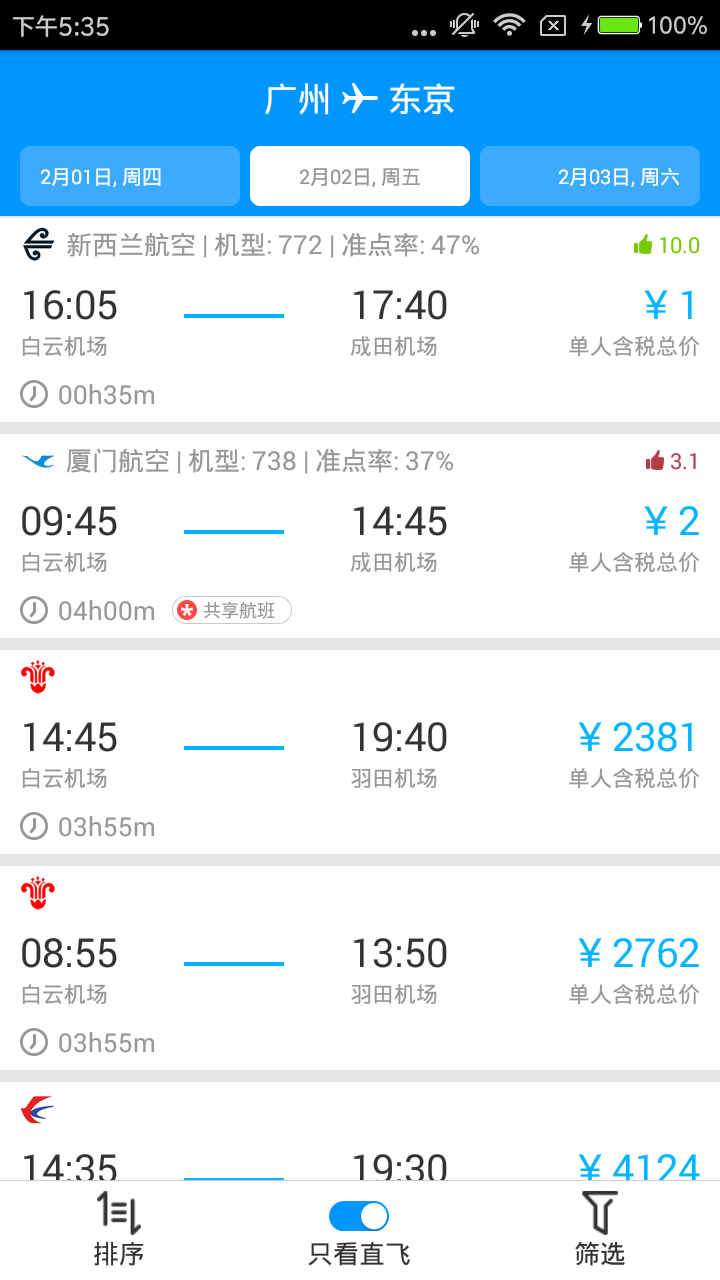 下午5:35
100%
广州 东京
2月01日, 周四
2月02日, 周五
2月03日, 周六
新西兰航空 | 机型: 772 | 准点率: 47%
10.0
16:05
17:40
¥ 1
白云机场
成田机场
单人含税总价
00h35m
厦门航空 | 机型: 738 | 准点率: 37%
3.1
09:45
14:45
¥ 2
白云机场
成田机场
单人含税总价
04h00m
共享航班
14:45
19:40
¥ 2381
白云机场
羽田机场
单人含税总价
03h55m
08:55
13:50
¥ 2762
白云机场
羽田机场
单人含税总价
03h55m
14:35
19:30
¥ 4124
排序
只看直飞
筛选